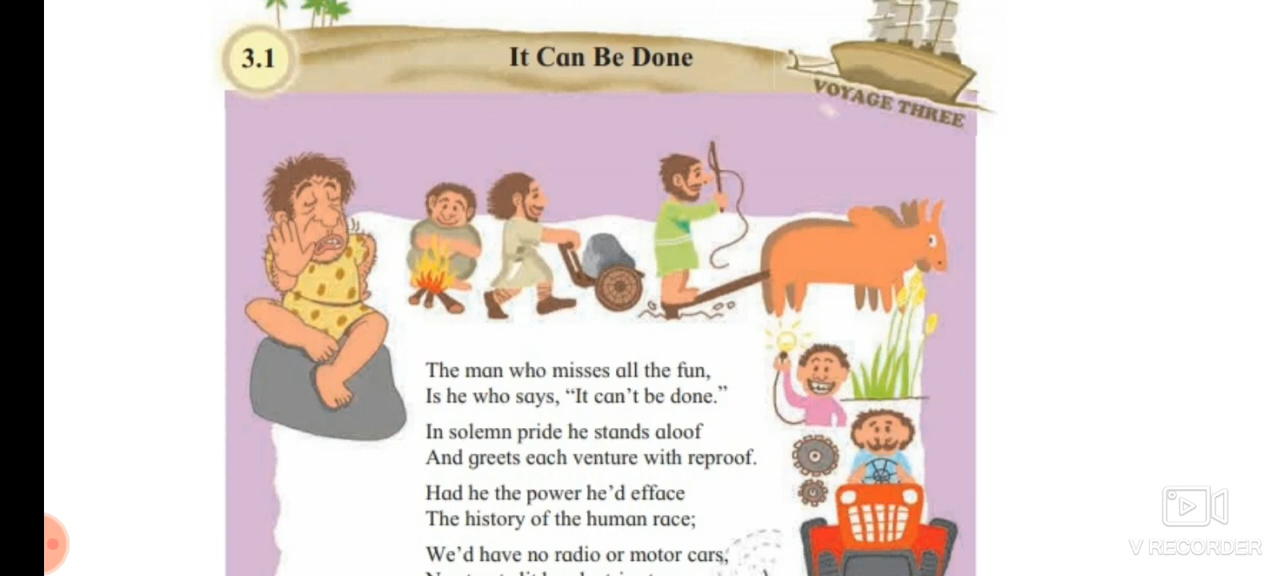 3.1
It Can Be Done
VOYAGE THREE
The man who misses all the fun,
Is he who says, “It can’t be done.”
In solemn pride he stands aloof
And greets each venture with reproof.
Had he the power he’d efface
The history of the human race;
We’d have no radio or motor cars,
V RECORDER